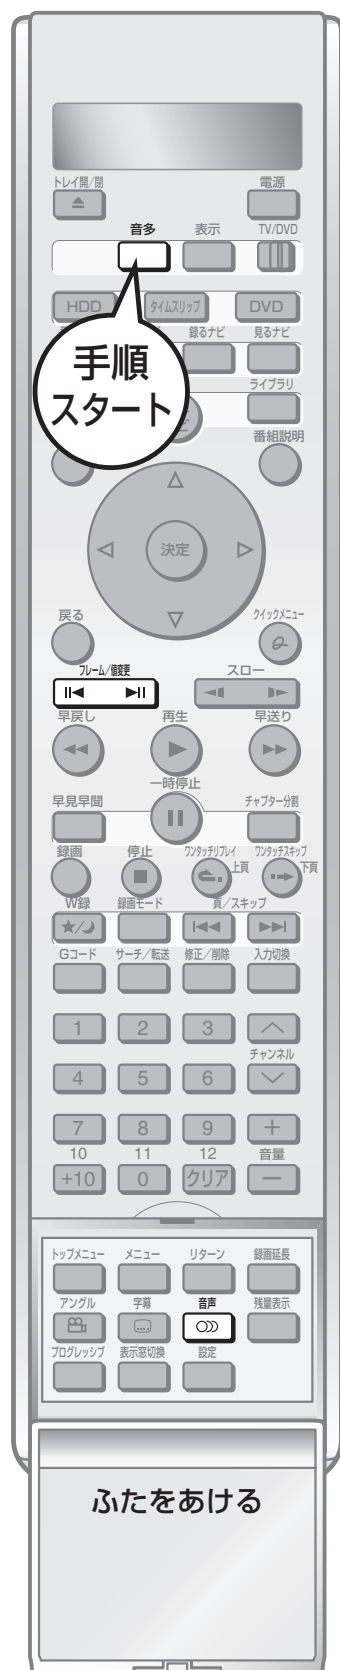 トレイ開/閉 電源
音多 表示 TV/DVD
HDD タイムスリップ DVD
録るナビ 見るナビ
手順
スタート
ライブラリ
番組説明
決定
戻る クイックメニュー
フレーム/値変更 スロー
早戻し 再生 早送り
一時停止
早見早聞 チャプター分割
録画 停止 ワンタッチリプレイ ワンタッチスキップ
上頁 下頁
W録 録画モード 頁/スキップ
Gコード サーチ/転送 修正/削除 入力切換
1 2 3
チャンネル
4 5 6
7 8 9 +
10 11 12 音量
+10 0 クリア −
トップメニュー メニュー リターン 録画延長
アングル 字幕 音声 残量表示
プログレッシブ 表示窓切換 設定
ふたをあける